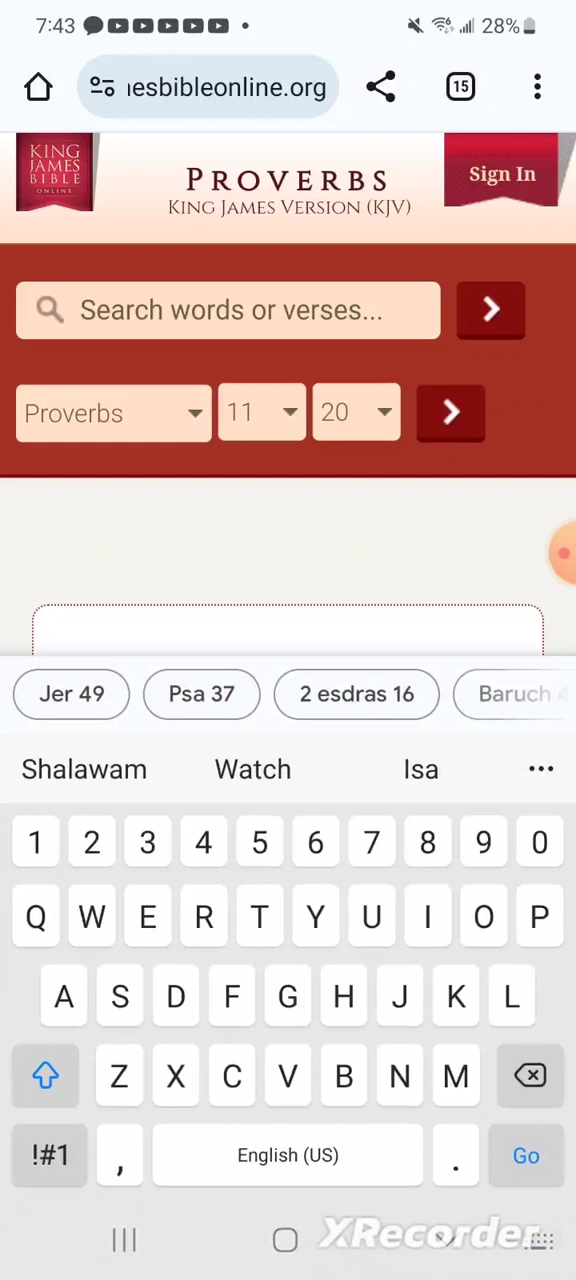 7:43 28%
ıesbibleonline.org 15
KING
JAMES
BIBLE
ONLINE
PROVERBS
KING JAMES VERSION (KJV)
Sign In
Search words or verses...
Proverbs 11 20
Jer 49 Psa 37 2 esdras 16 Baruch 4
Shalawam Watch Isa
1 2 3 4 5 6 7 8 9 0
Q W E R T Y U I O P
A S D F G H J K L
Z X C V B N M
!#1 , English (US) . Go
XRecorder